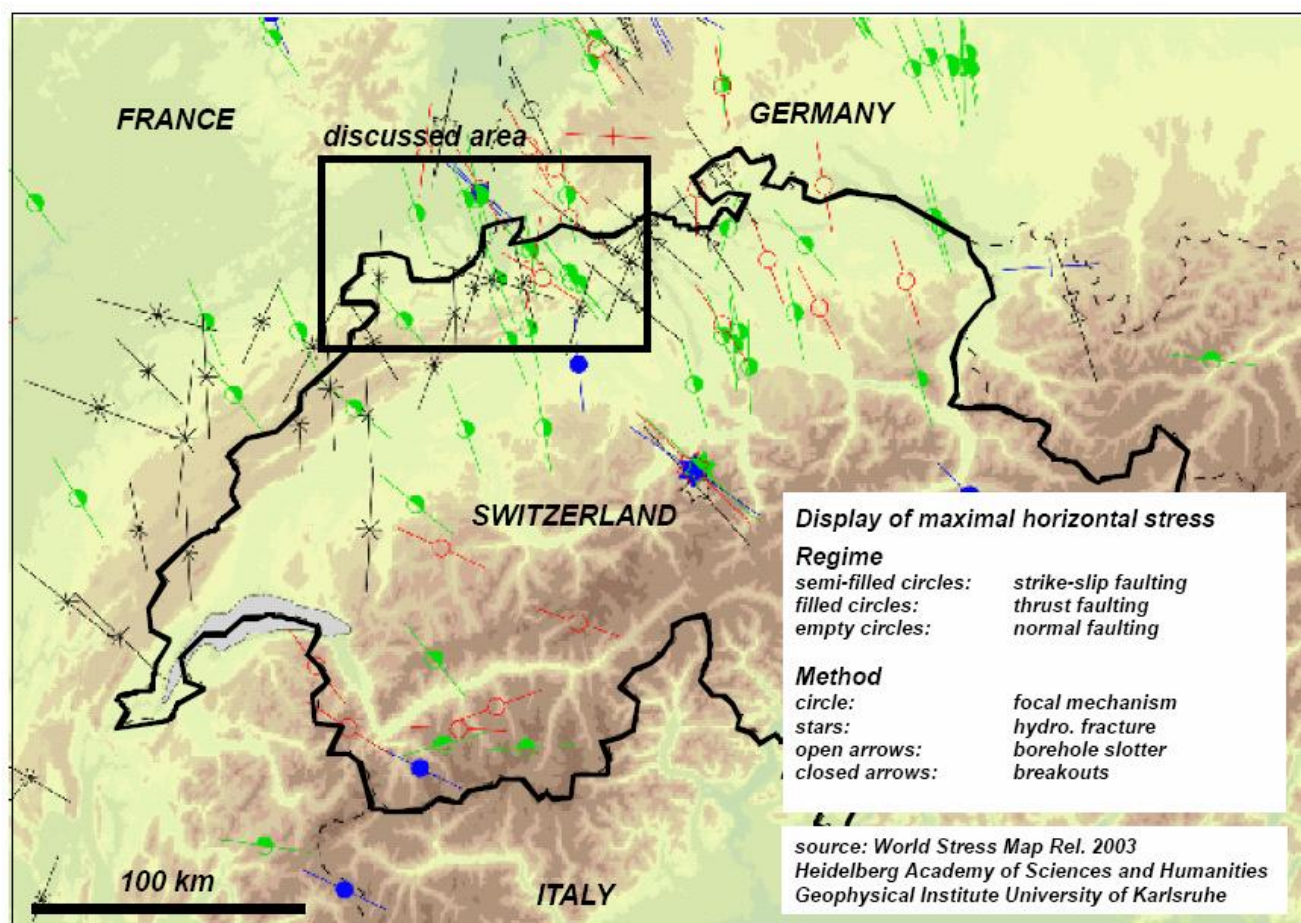 FRANCE
GERMANY
discussed area
SWITZERLAND
Display of maximal horizontal stress
Regime
semi-filled circles: strike-slip faulting
filled circles: thrust faulting
empty circles: normal faulting
Method
circle: focal mechanism
stars: hydro. fracture
open arrows: borehole slotter
closed arrows: breakouts
source: World Stress Map Rel. 2003
Heidelberg Academy of Sciences and Humanities
Geophysical Institute University of Karlsruhe
100 km
ITALY